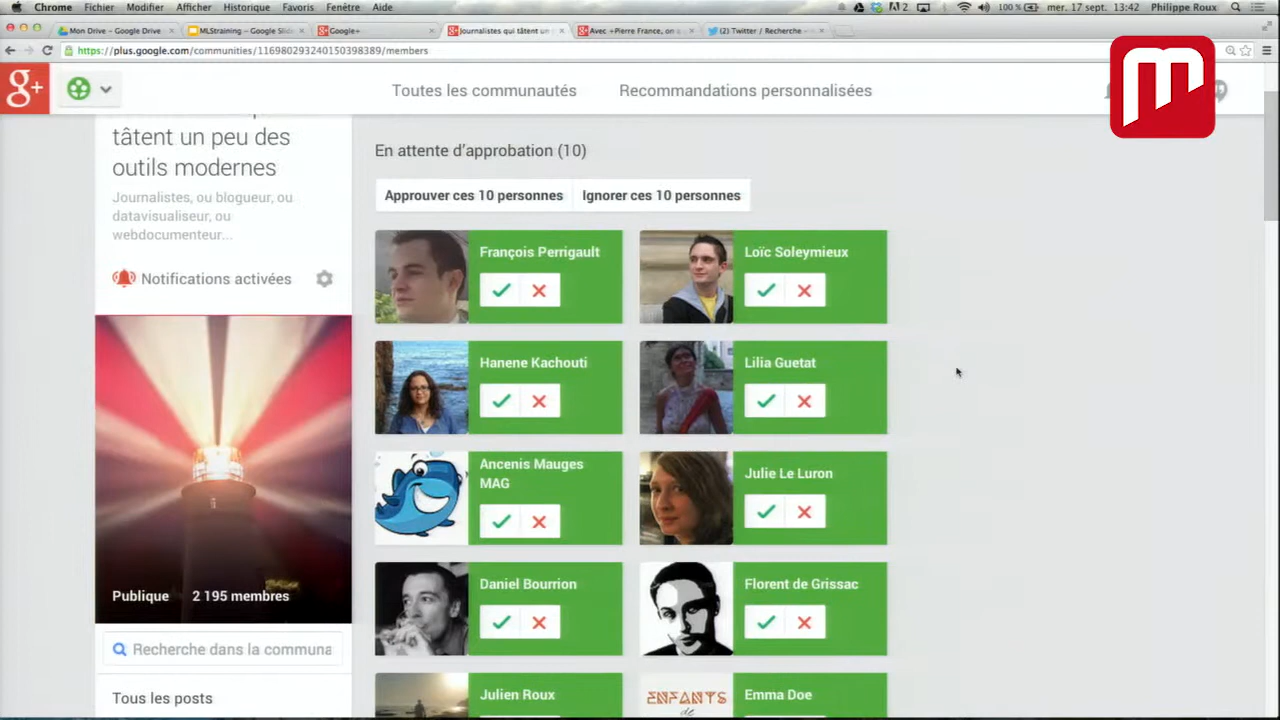 Chrome Fichier Modifier Afficher Historique Favoris Fenêtre Aide
2 100 % mer. 17 sept. 13:42 Philippe Roux
Mon Drive – Google Drive
MLStraining – Google Slid
Google+
Journalistes qui tâtent un
Avec +Pierre France, on a
(2) Twitter / Recherche –
https://plus.google.com/communities/116980293240150398389/members
g+
Toutes les communautés Recommandations personnalisées
m
tâtent un peu des
outils modernes
Journalistes, ou blogueur, ou
datavisualiseur, ou
webdocumenteur...
Notifications activées
Publique 2 195 membres
Recherche dans la communa
Tous les posts
En attente d'approbation (10)
Approuver ces 10 personnes Ignorer ces 10 personnes
François Perrigault
Loïc Soleymieux
Hanene Kachouti
Lilia Guetat
Ancenis Mauges
MAG
Julie Le Luron
Daniel Bourrion
Florent de Grissac
Julien Roux
Emma Doe
ENFANTS
de